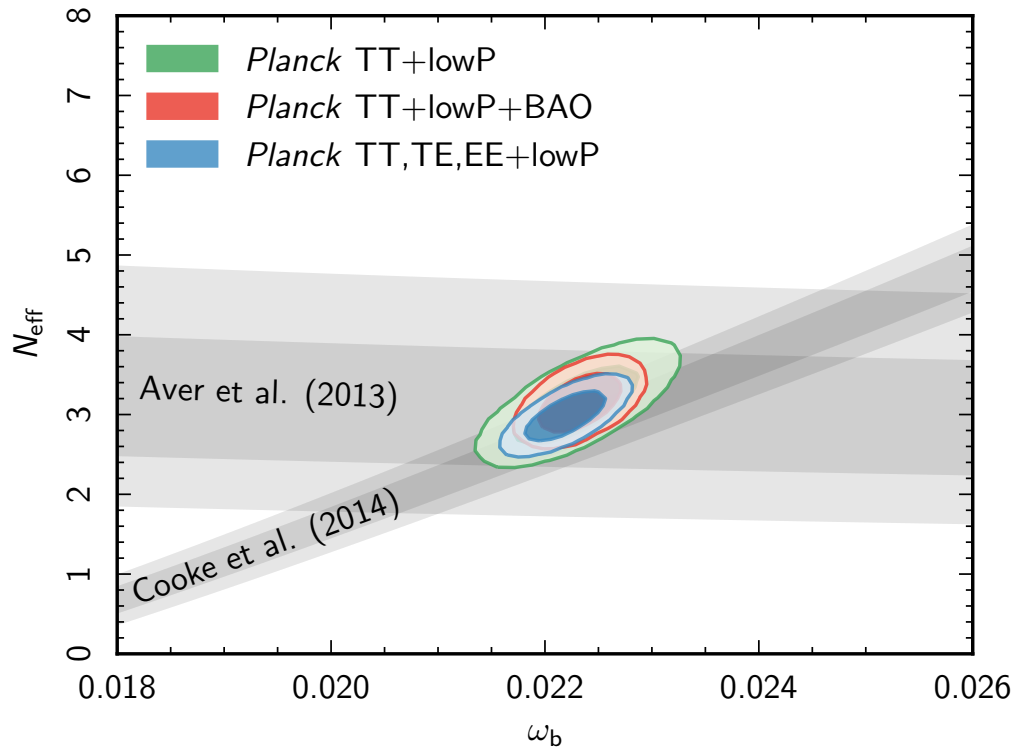 Planck TT+lowP
Planck TT+lowP+BAO
Planck TT,TE,EE+lowP
Aver et al. (2013)
Cooke et al. (2014)
N_eff
8
7
6
5
4
3
2
1
0
0.018 0.020 0.022 0.024 0.026
ω_b